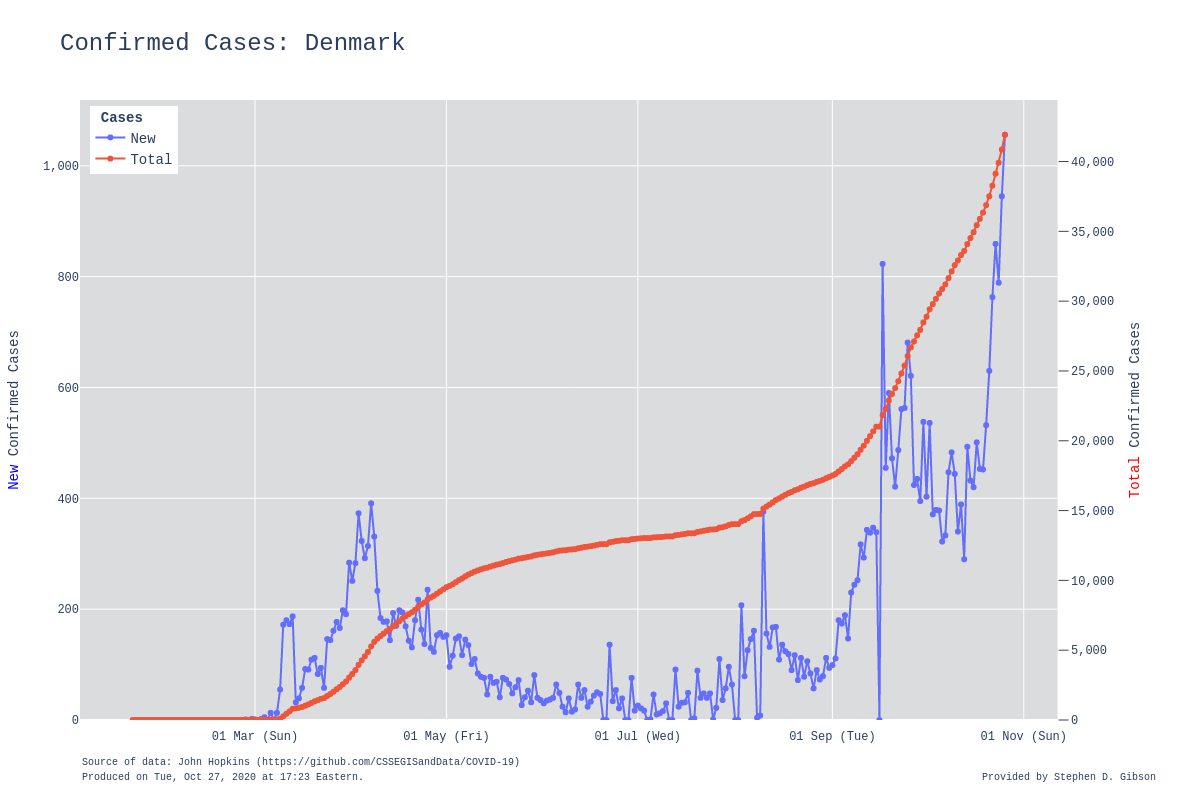 Confirmed Cases: Denmark
Cases
New
Total
1,000
800
600
400
200
0
40,000
35,000
30,000
25,000
20,000
15,000
10,000
5,000
0
New Confirmed Cases
Total Confirmed Cases
01 Mar (Sun)
01 May (Fri)
01 Jul (Wed)
01 Sep (Tue)
01 Nov (Sun)
Source of data: John Hopkins (https://github.com/CSSEGISandData/COVID-19)
Produced on Tue, Oct 27, 2020 at 17:23 Eastern.
Provided by Stephen D. Gibson